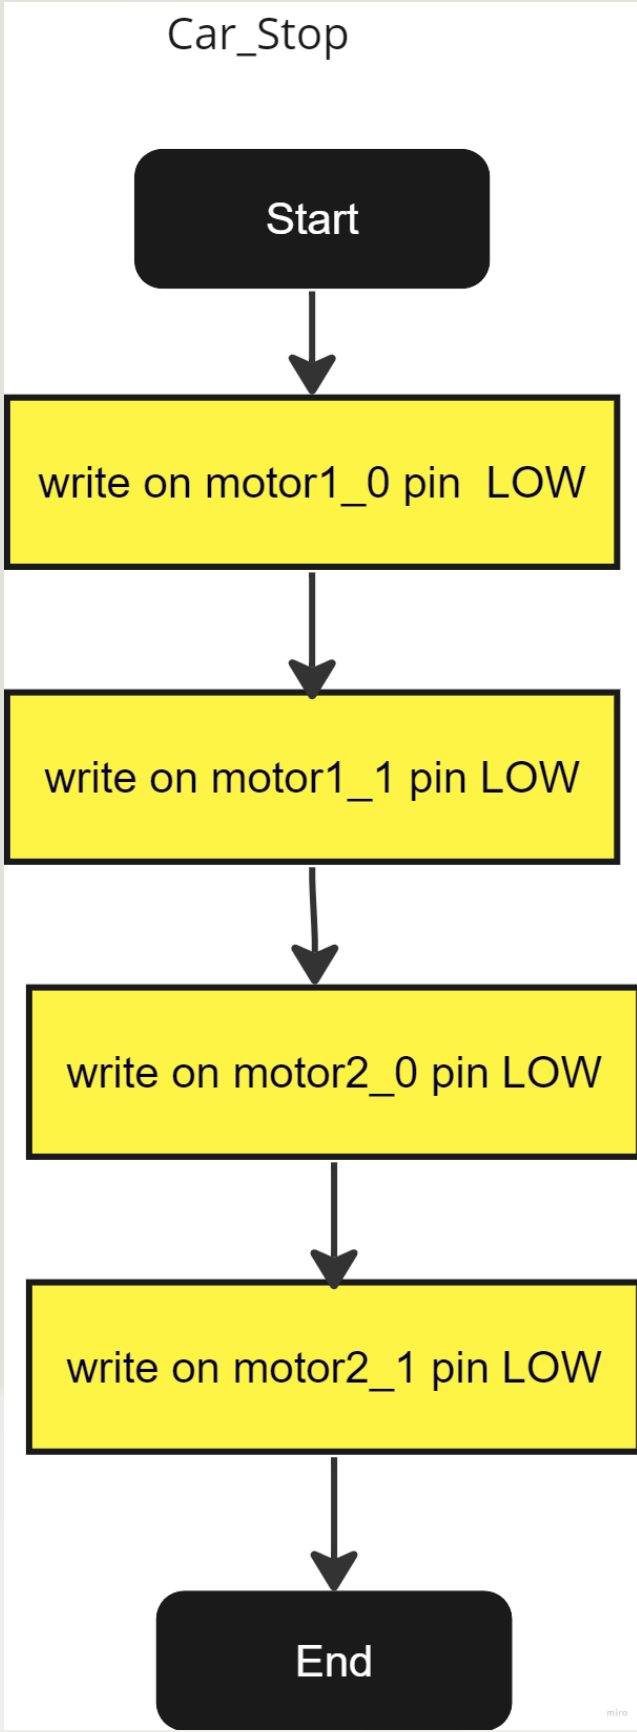 Car_Stop
Start
write on motor1_0 pin  LOW
write on motor1_1 pin LOW
write on motor2_0 pin LOW
write on motor2_1 pin LOW
End
miro